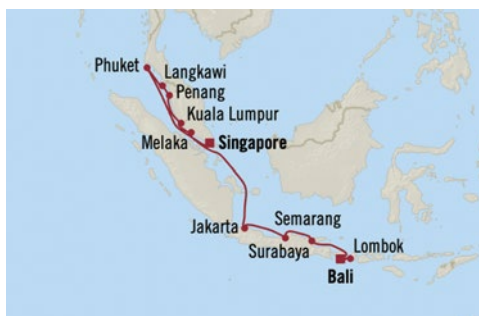 Phuket
Langkawi
Penang
Kuala Lumpur
Melaka
Singapore
Jakarta
Semarang
Surabaya
Lombok
Bali